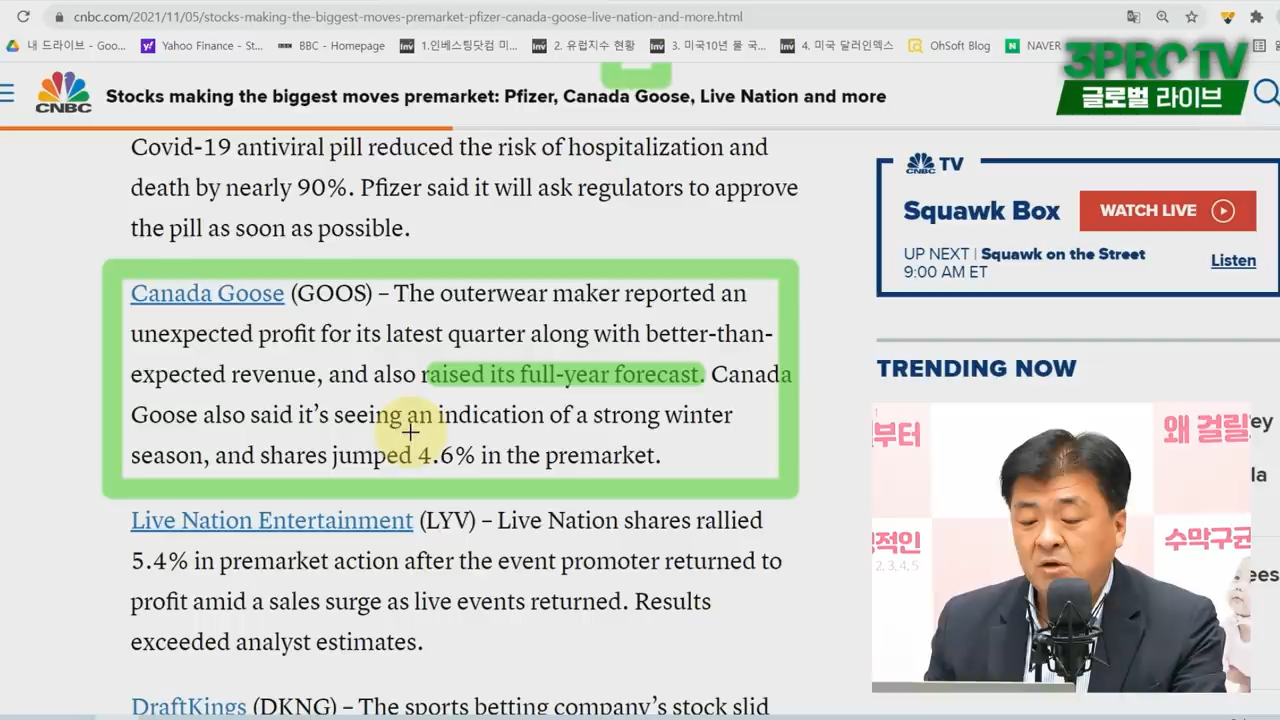 cnbc.com/2021/11/05/stocks-making-the-biggest-moves-premarket-pfizer-canada-goose-live-nation-and-more.html
내 드라이브 - Goo...
Yahoo Finance - St...
BBC - Homepage
1.인베스팅닷컴 미...
2. 유럽지수 현황
3. 미국10년 물 국...
4. 미국 달러인엑스
OhSoft Blog
NAVER
3PROTV
글로벌 라이브
CNBC
Stocks making the biggest moves premarket: Pfizer, Canada Goose, Live Nation and more
Covid-19 antiviral pill reduced the risk of hospitalization and
death by nearly 90%. Pfizer said it will ask regulators to approve
the pill as soon as possible.
Canada Goose (GOOS) – The outerwear maker reported an
unexpected profit for its latest quarter along with better-than-
expected revenue, and also raised its full-year forecast. Canada
Goose also said it's seeing an indication of a strong winter
season, and shares jumped 4.6% in the premarket.
Live Nation Entertainment (LYV) – Live Nation shares rallied
5.4% in premarket action after the event promoter returned to
profit amid a sales surge as live events returned. Results
exceeded analyst estimates.
DraftKings (DKNG) – The sports betting company's stock slid
CNBC TV
Squawk Box
WATCH LIVE
UP NEXT | Squawk on the Street
9:00 AM ET
Listen
TRENDING NOW
부터
왜 걸릴
적인
2,3,4,5
수막구균